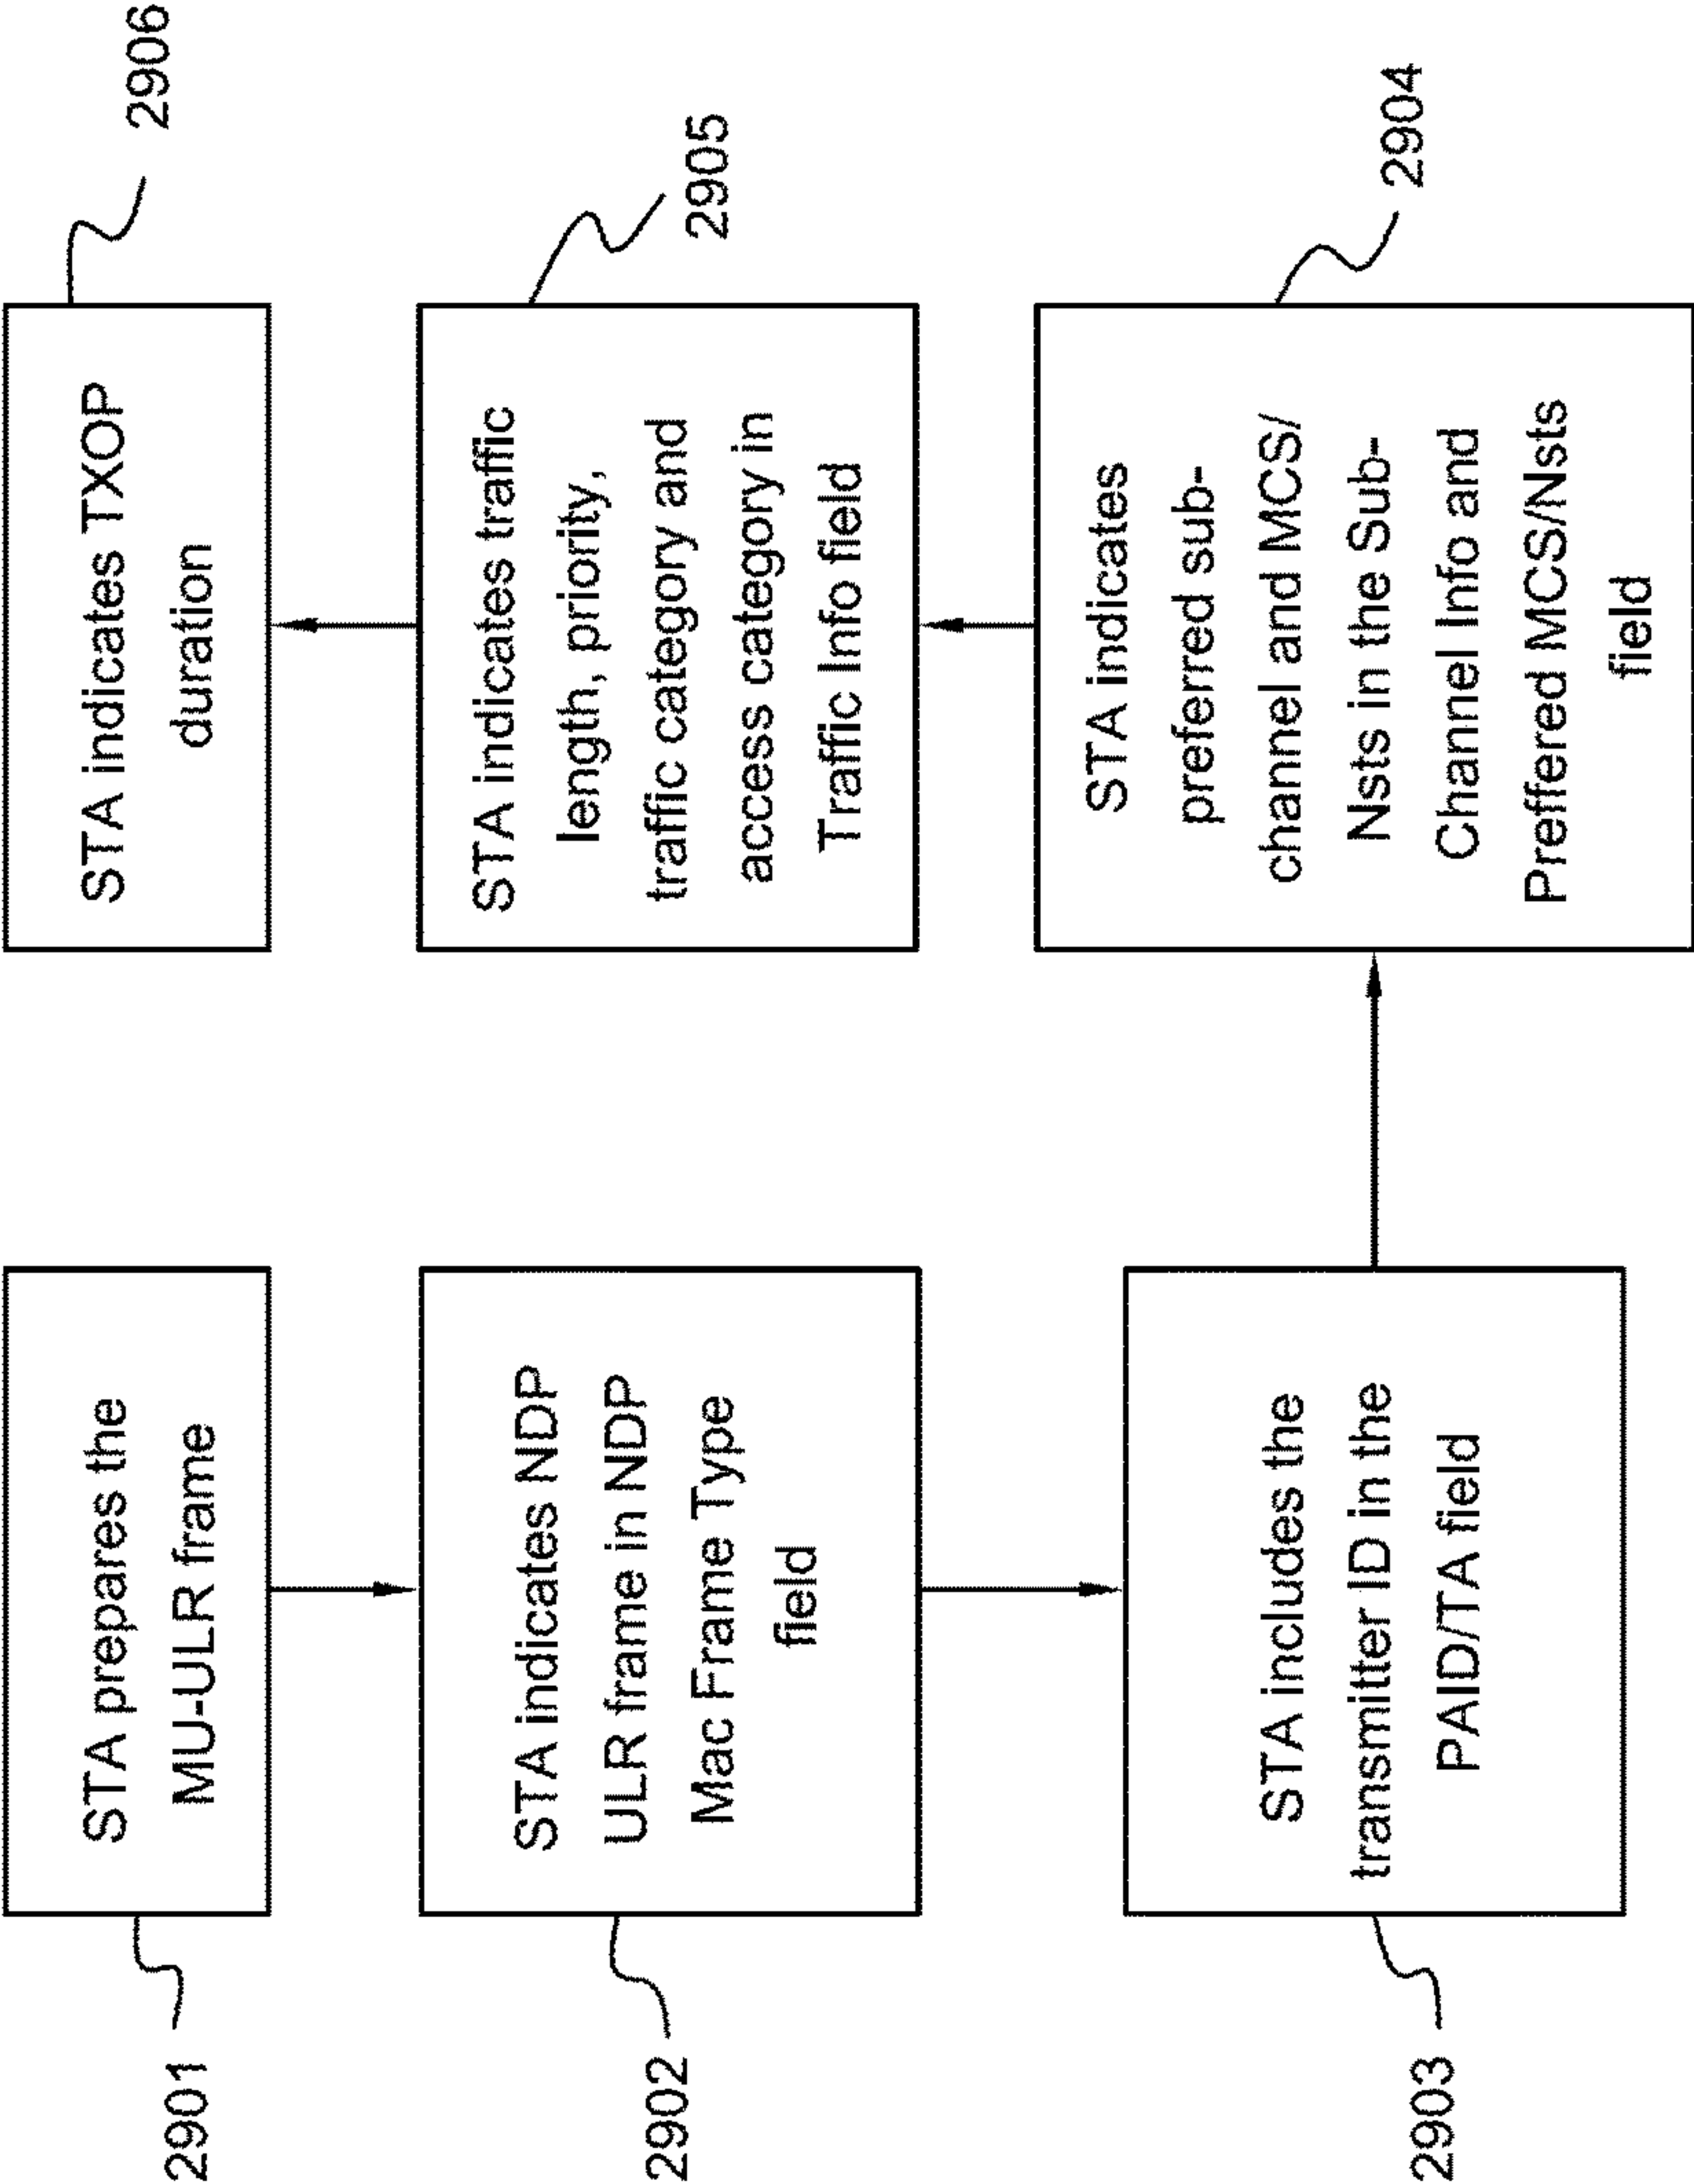 2901
STA prepares the
MU-ULR frame
2902
STA indicates NDP
ULR frame in NDP
Mac Frame Type
field
2903
STA includes the
transmitter ID in the
PAID/TA field
2904
STA indicates
preferred sub-
channel and MCS/
Nsts in the Sub-
Channel Info and
Preffered MCS/Nsts
field
2905
STA indicates traffic
length, priority,
traffic category and
access category in
Traffic Info field
2906
STA indicates TXOP
duration